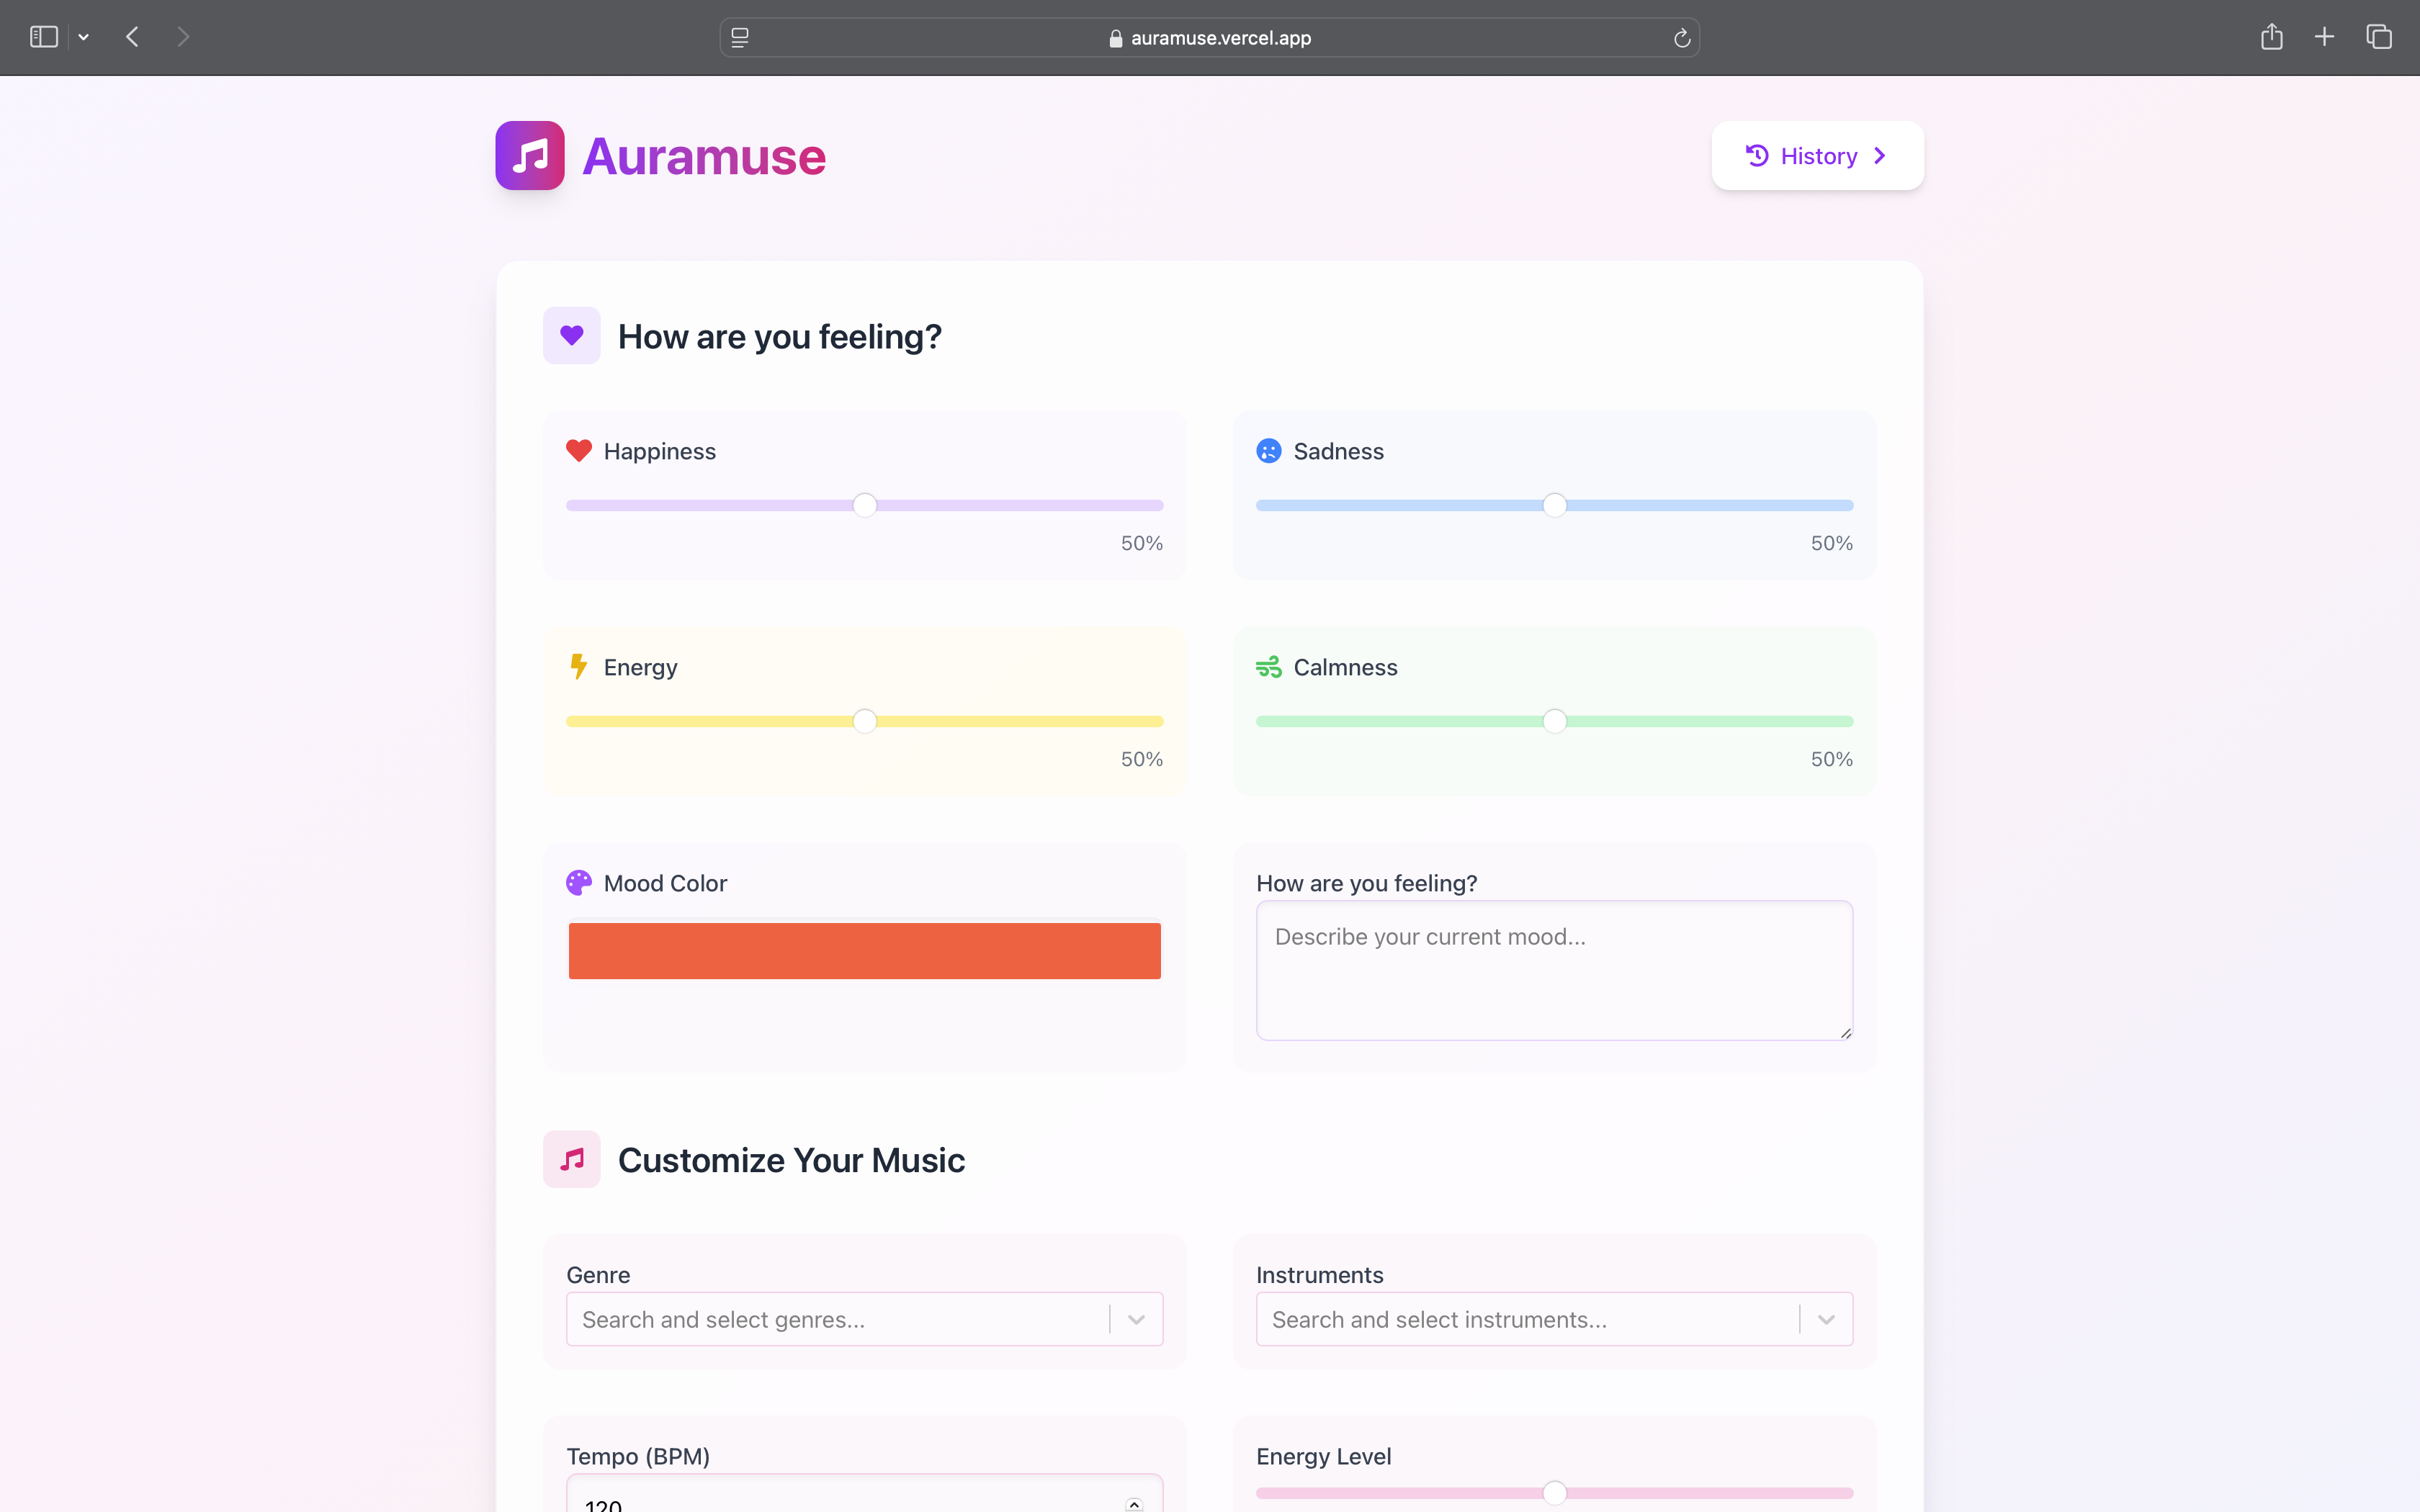 auramuse.vercel.app
Auramuse
History
How are you feeling?
Happiness
50%
Sadness
50%
Energy
50%
Calmness
50%
Mood Color
How are you feeling?
Describe your current mood...
Customize Your Music
Genre
Search and select genres...
Instruments
Search and select instruments...
Tempo (BPM)
120
Energy Level